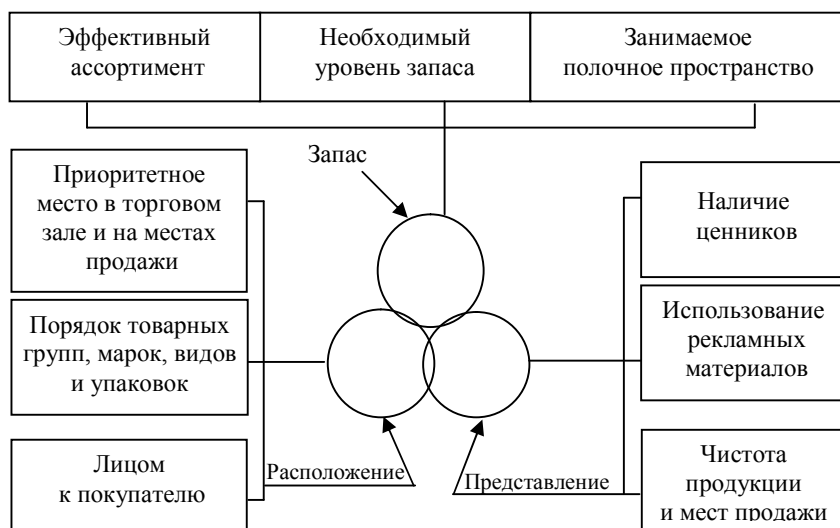 Эффективный
ассортимент
Необходимый
уровень запаса
Занимаемое
полочное пространство
Запас
Приоритетное
место в торговом
зале и на местах
продажи
Наличие
ценников
Порядок товарных
групп, марок, видов
и упаковок
Использование
рекламных
материалов
Лицом
к покупателю
Расположение
Представление
Чистота
продукции
и мест продажи